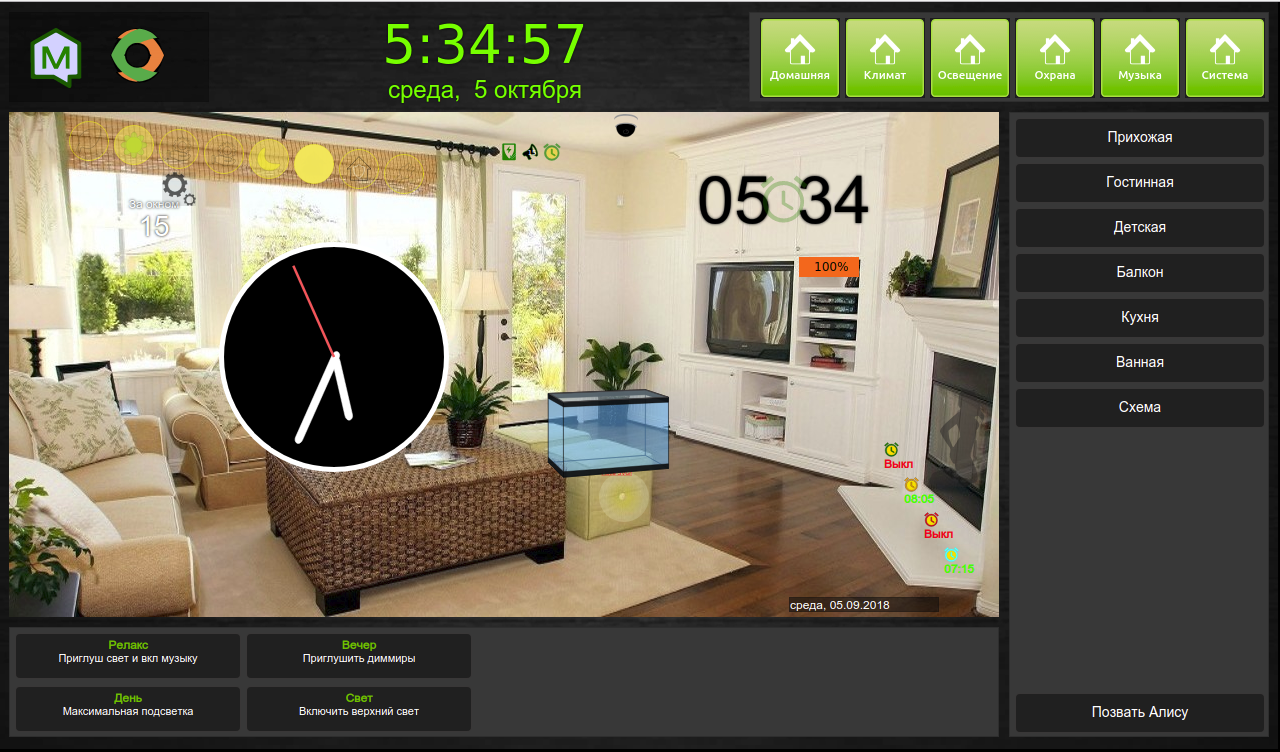 M
5:34:57
среда, 5 октября
Домашняя
Климат
Освещение
Охрана
Музыка
Система
За окном
15
05 34
100%
Выкл
08:05
Выкл
07:15
среда, 05.09.2018
Прихожая
Гостинная
Детская
Балкон
Кухня
Ванная
Схема
Позвать Алису
Релакс
Приглуш свет и вкл музыку
Вечер
Приглушить диммиры
День
Максимальная подсветка
Свет
Включить верхний свет